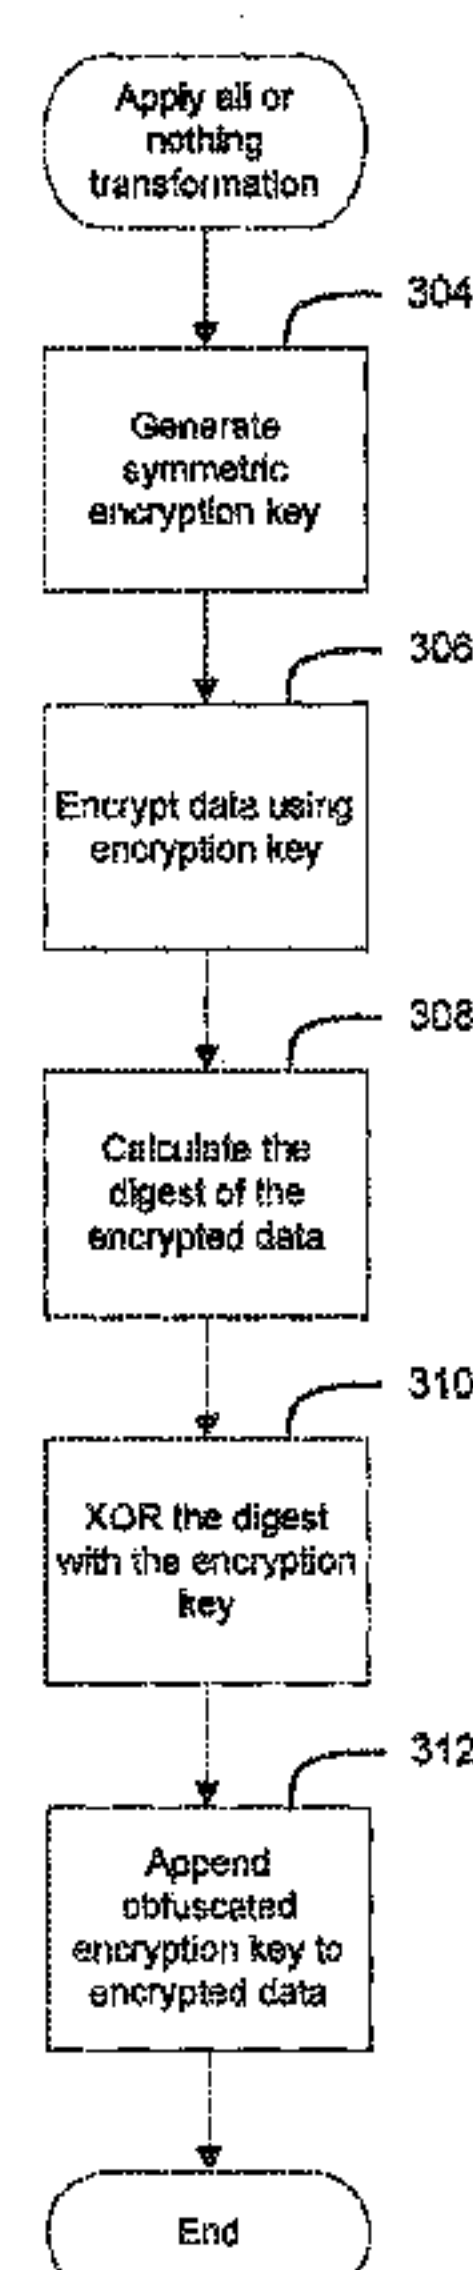 Apply all or
nothing
transformation
304
Generate
symmetric
encryption key
306
Encrypt data using
encryption key
308
Calculate the
digest of the
encrypted data
310
XOR the digest
with the encryption
key
312
Append
obfuscated
encryption key to
encrypted data
End